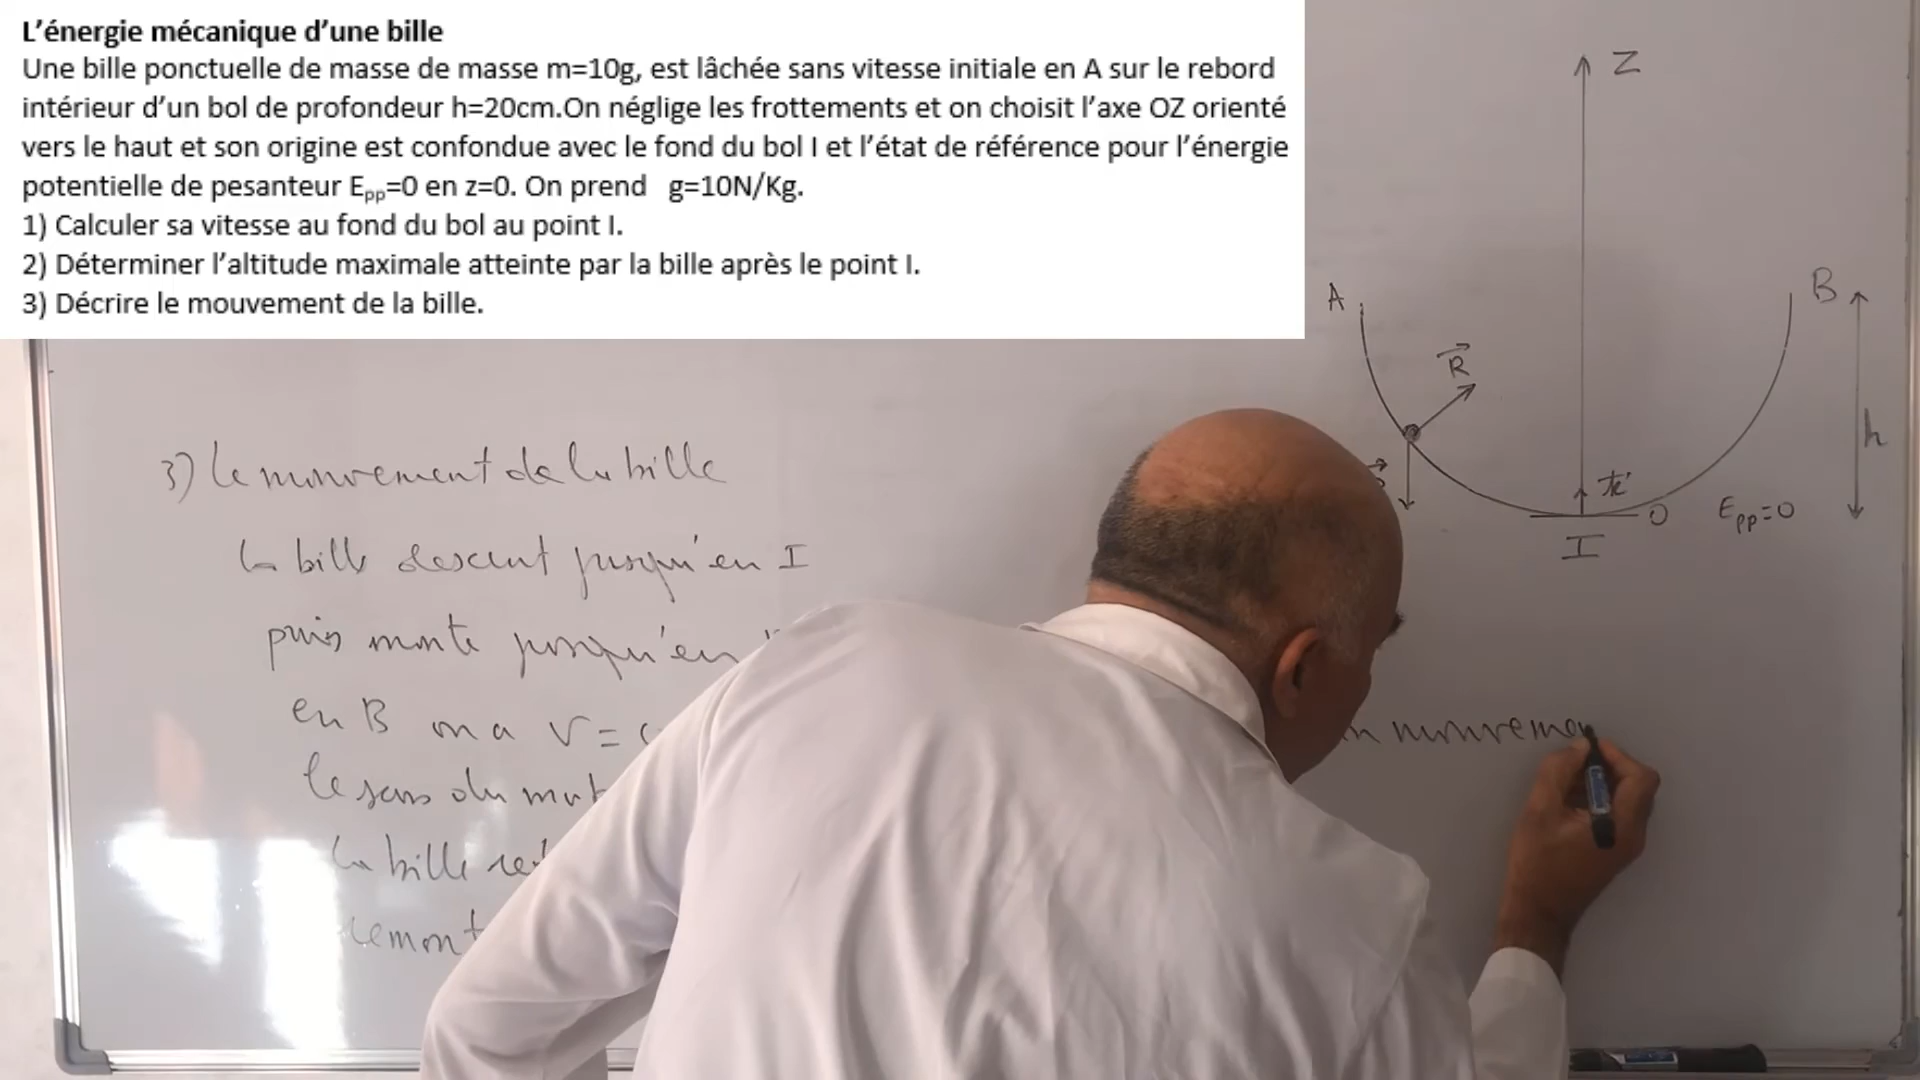 L'énergie mécanique d'une bille
Une bille ponctuelle de masse de masse m=10g, est lâchée sans vitesse initiale en A sur le rebord
intérieur d'un bol de profondeur h=20cm.On néglige les frottements et on choisit l'axe OZ orienté
vers le haut et son origine est confondue avec le fond du bol I et l'état de référence pour l'énergie
potentielle de pesanteur Epp=0 en z=0. On prend g=10N/Kg.
1) Calculer sa vitesse au fond du bol au point I.
2) Déterminer l'altitude maximale atteinte par la bille après le point I.
3) Décrire le mouvement de la bille.
Z
A
B
R
h
k
O
Epp=0
I
3) le mouvement de la bille
la bille descent jusqu'en I
puis monte jusqu'en
en B on a V =
le sens du
la bille
remont
mouvemen